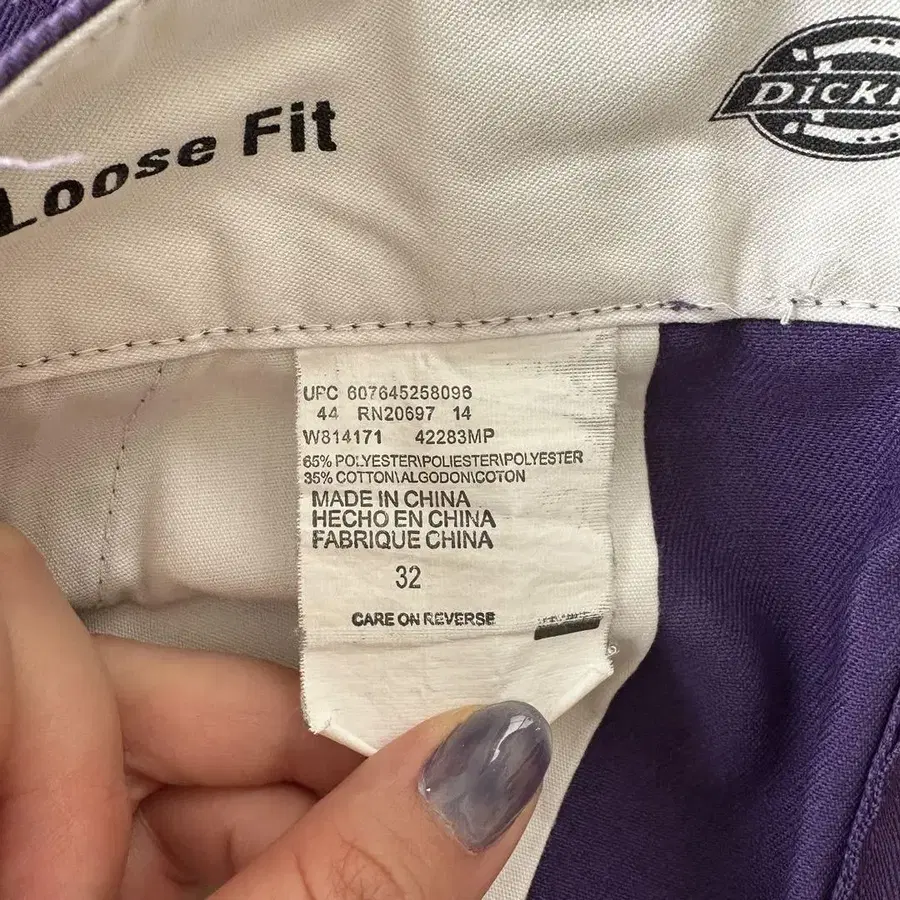 Loose Fit
DICK
UPC 607645258096
44 RN20697 14
W814171 42283MP
65% POLYESTER\POLIESTER\POLYESTER
35% COTTON\ALGODON\COTON
MADE IN CHINA
HECHO EN CHINA
FABRIQUE CHINA
32
CARE ON REVERSE